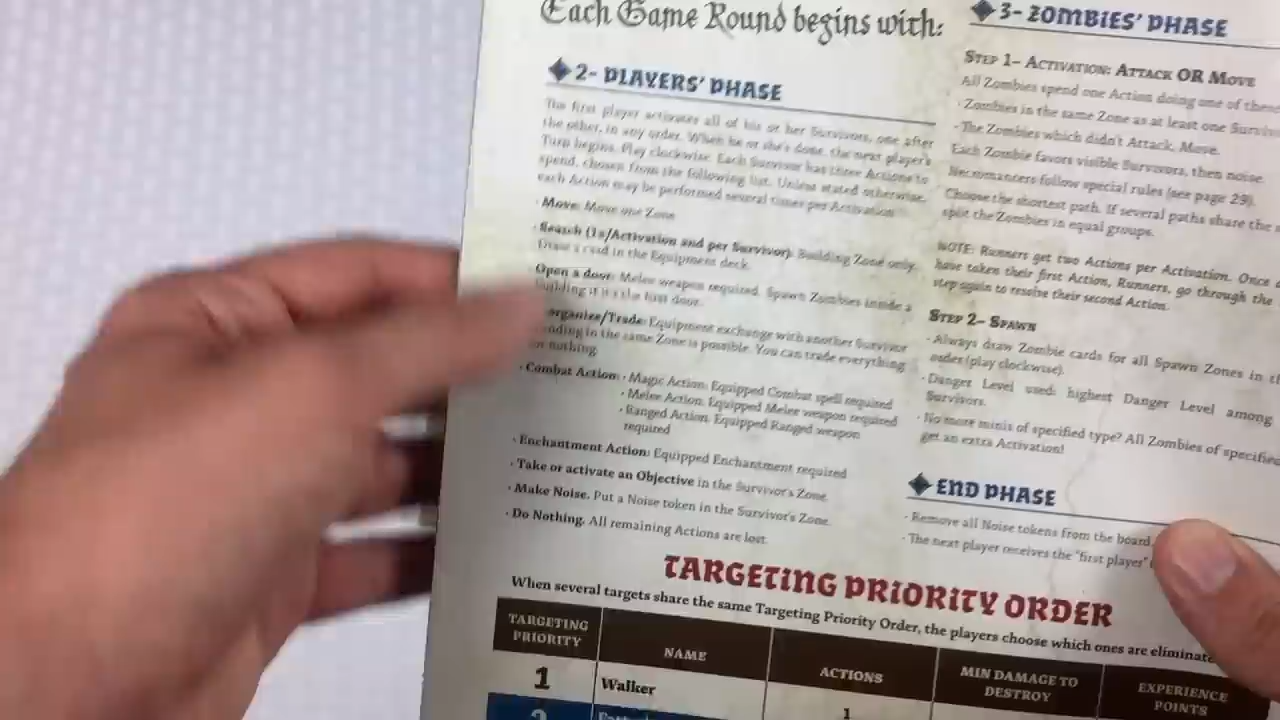 Each Game Round begins with:
2- PLAYERS' PHASE
The first player activates all of his or her Survivors, one after
the other, in any order. When he or she's done, the next player's
Turn begins. Play clockwise. Each Survivor has three Actions to
spend, chosen from the following list. Unless stated otherwise,
each Action may be performed several times per Activation
· Move: Move one Zone
· Search (1x/Activation and per Survivor). Building Zone only.
Draw a card in the Equipment deck.
Open a door: Melee weapon required. Spawn Zombies inside a
building if it's the first door.
organize/Trade: Equipment exchange with another Survivor
nding in the same Zone is possible. You can trade everything
nothing
· Combat Action: · Magic Action: Equipped Combat spell required
· Melee Action. Equipped Melee weapon required
· Ranged Action. Equipped Ranged weapon
required
· Enchantment Action: Equipped Enchantment required
· Take or activate an Objective in the Survivor's Zone.
· Make Noise. Put a Noise token in the Survivor's Zone.
· Do Nothing. All remaining Actions are lost.
3- ZOMBIES' PHASE
STEP 1- ACTIVATION: ATTACK OR MOVE
All Zombies spend one Action doing one of these
· Zombies in the same Zone as at least one Survivo
· The Zombies which didn't Attack, Move.
Each Zombie favors visible Survivors, then noise.
Necromancers follow special rules (see page 29).
Choose the shortest path. If several paths share the
split the Zombies in equal groups.
NOTE: Runners get two Actions per Activation. Once
have taken their first Action, Runners, go through the
step again to resolve their second Action.
STEP 2- SPAWN
· Always draw Zombie cards for all Spawn Zones in t
order (play clockwise).
· Danger Level used: highest Danger Level among
Survivors.
· No more minis of specified type? All Zombies of specified
get an extra Activation!
END PHASE
· Remove all Noise tokens from the board.
· The next player receives the "first player"
TARGETING PRIORITY ORDER
When several targets share the same Targeting Priority Order, the players choose which ones are eliminate
TARGETING PRIORITY
NAME
ACTIONS
MIN DAMAGE TO DESTROY
EXPERIENCE POINTS
1
Walker
1
2